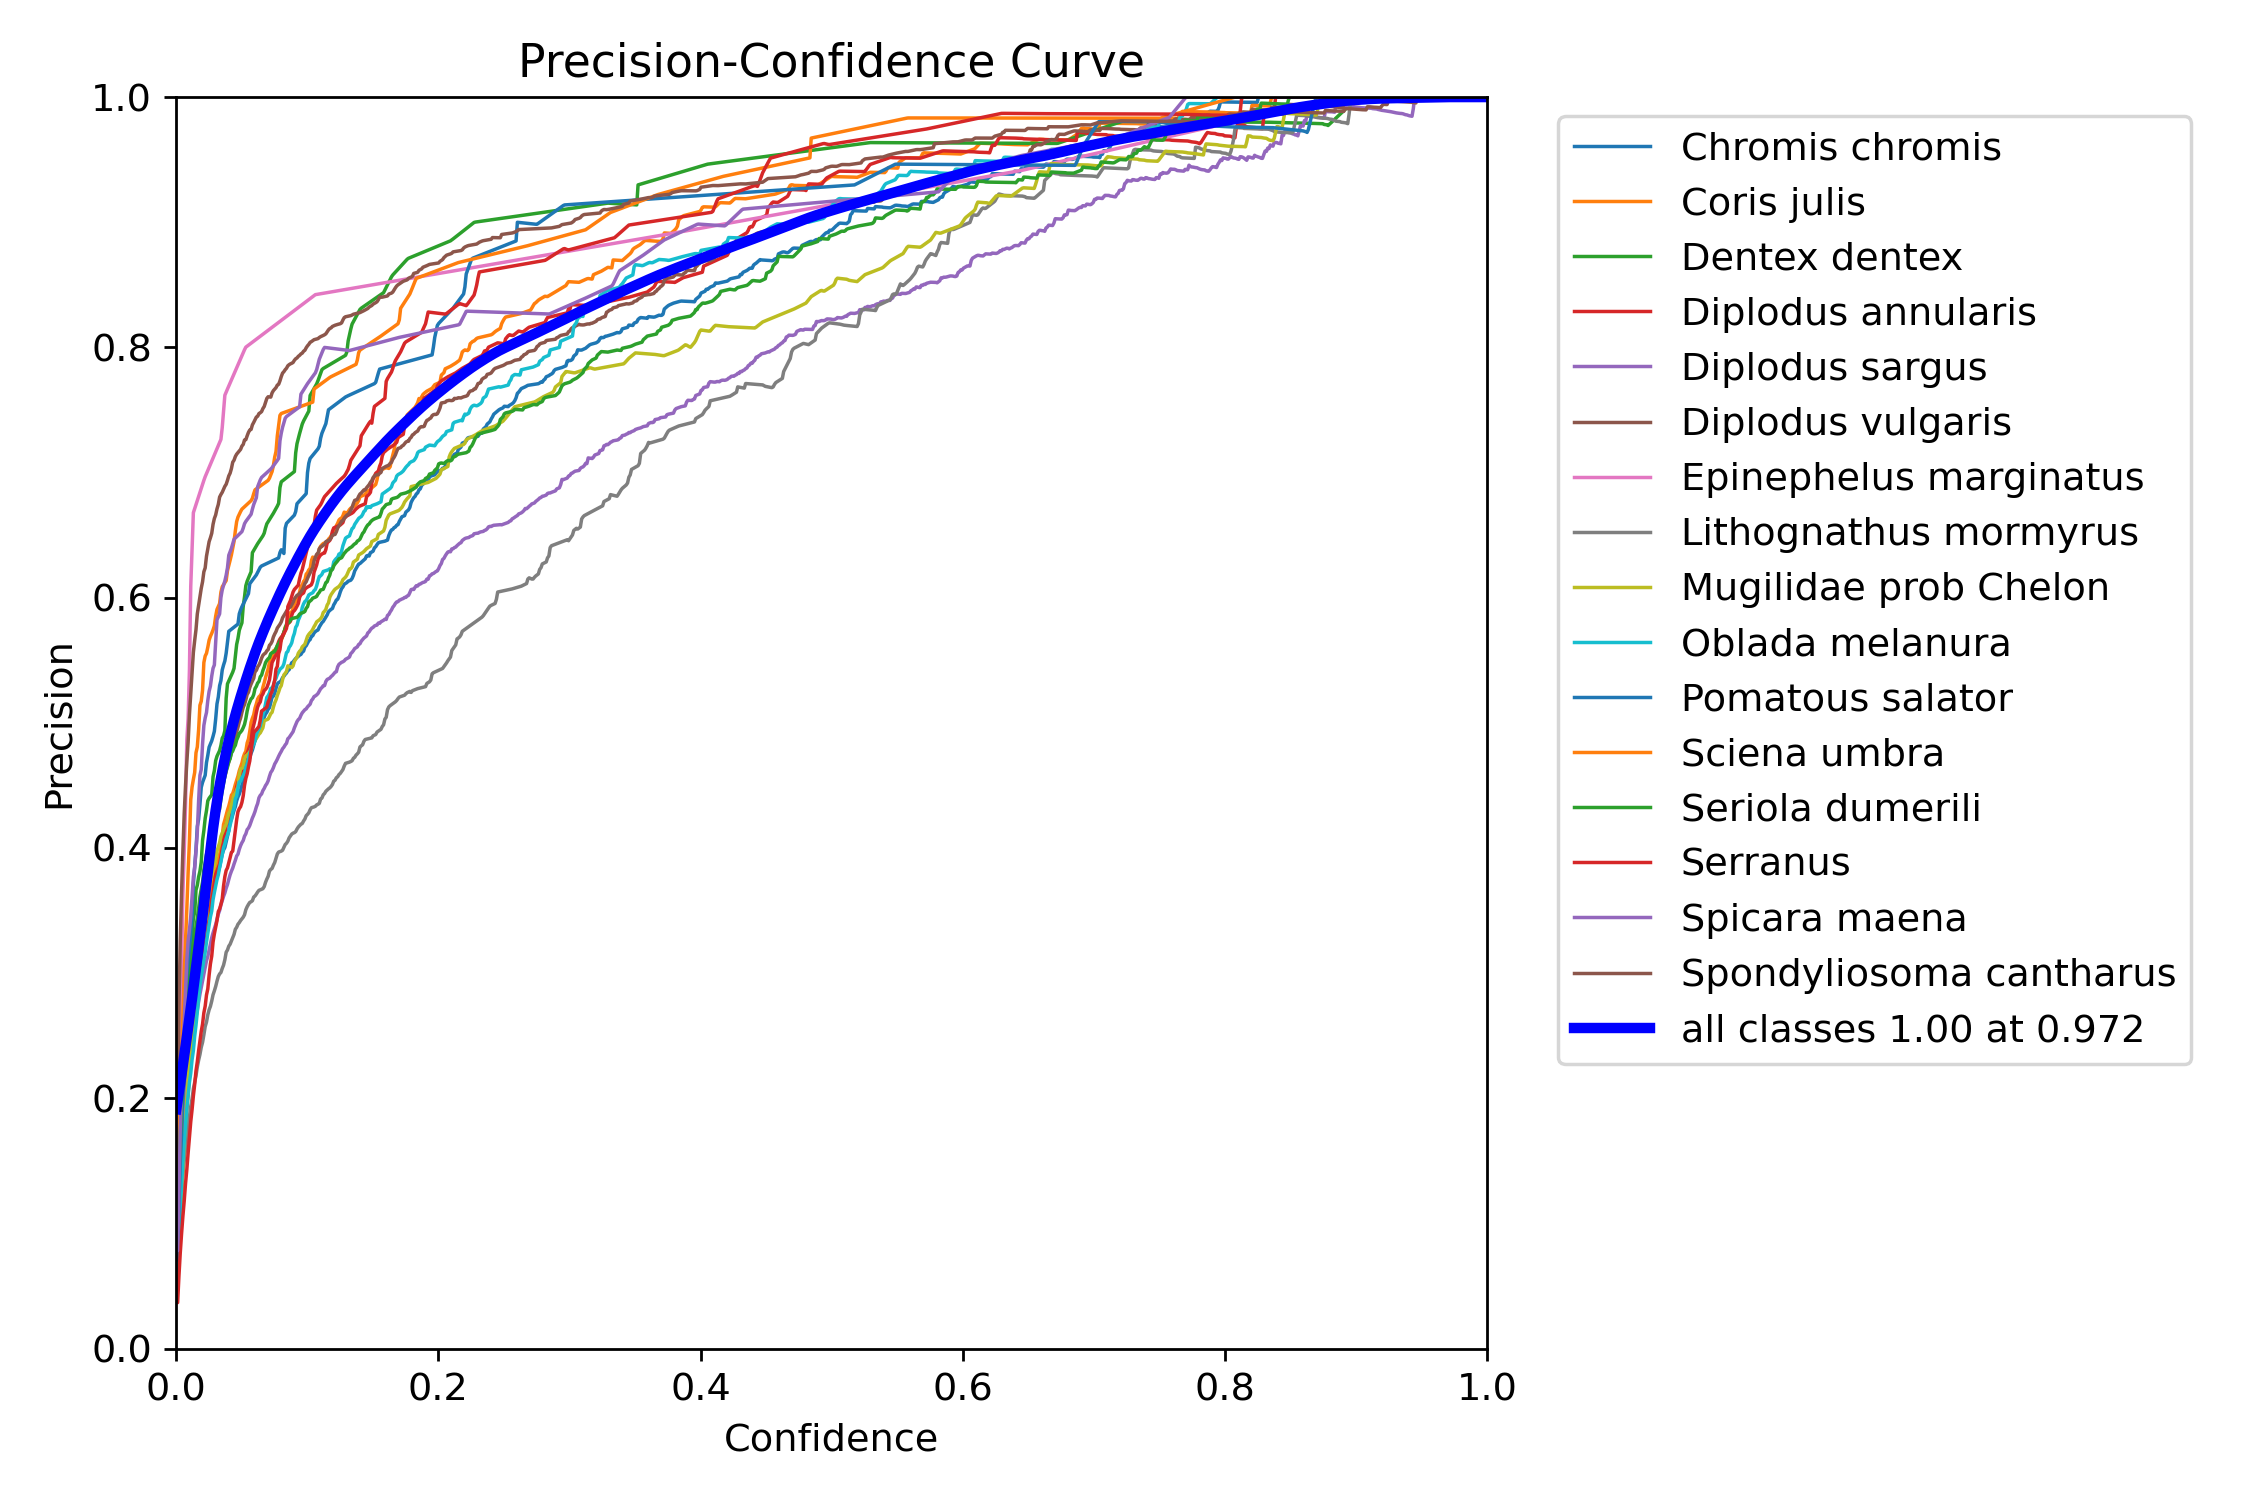 Precision-Confidence Curve
1.0
0.8
0.6
0.4
0.2
0.0
Precision
0.0 0.2 0.4 0.6 0.8 1.0
Confidence
Chromis chromis
Coris julis
Dentex dentex
Diplodus annularis
Diplodus sargus
Diplodus vulgaris
Epinephelus marginatus
Lithognathus mormyrus
Mugilidae prob Chelon
Oblada melanura
Pomatous salator
Sciena umbra
Seriola dumerili
Serranus
Spicara maena
Spondyliosoma cantharus
all classes 1.00 at 0.972